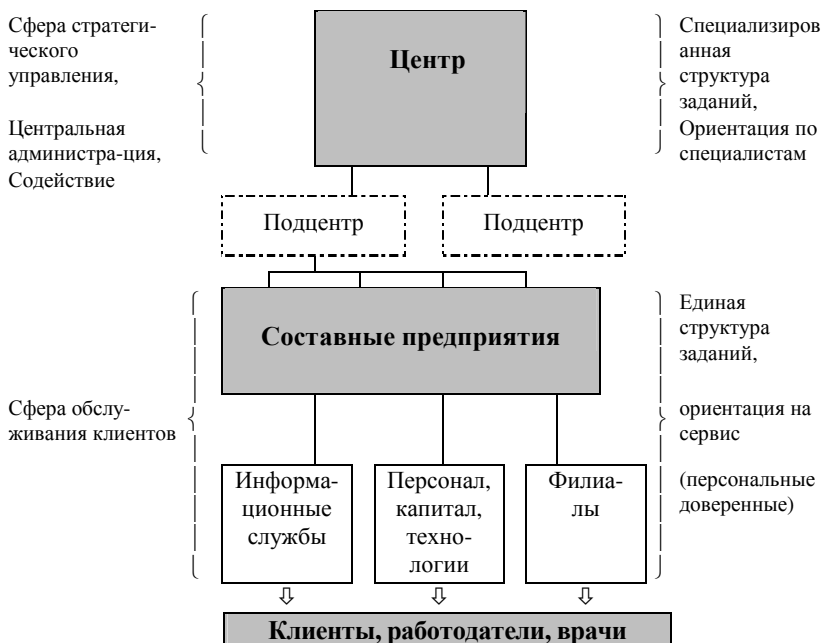 Сфера стратеги-
ческого
управления,
Центральная
администра-ция,
Содействие
Центр
Специализиров
анная
структура
заданий,
Ориентация по
специалистам
Подцентр
Подцентр
Составные предприятия
Сфера обслу-
живания клиентов
Единая
структура
заданий,
ориентация на
сервис
(персональные
доверенные)
Информа-
ционные
службы
Персонал,
капитал,
техно-
логии
Филиа-
лы
Клиенты, работодатели, врачи